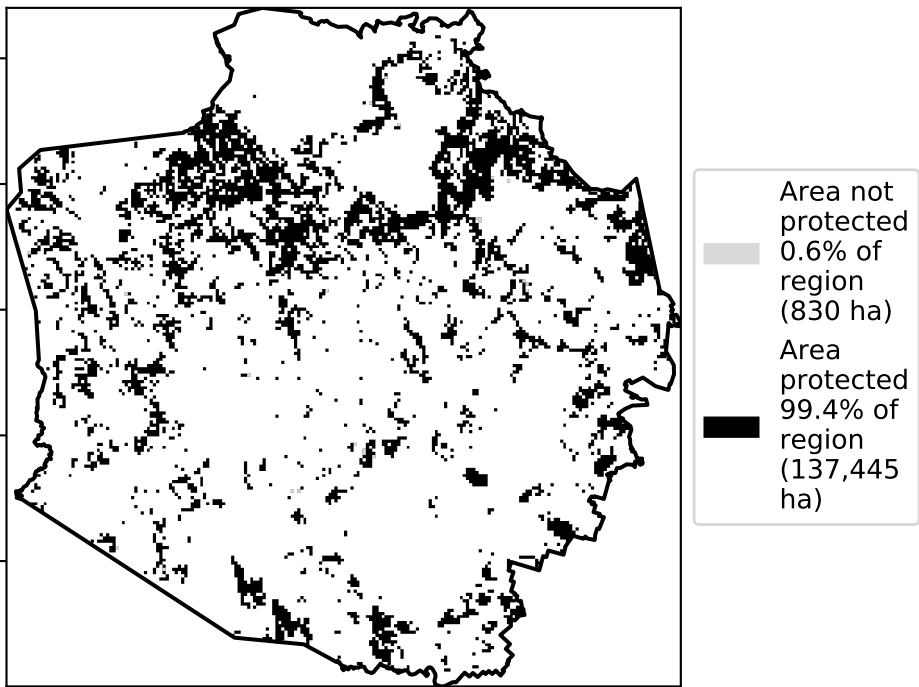 Area not
protected
0.6% of
region
(830 ha)
Area
protected
99.4% of
region
(137,445
ha)